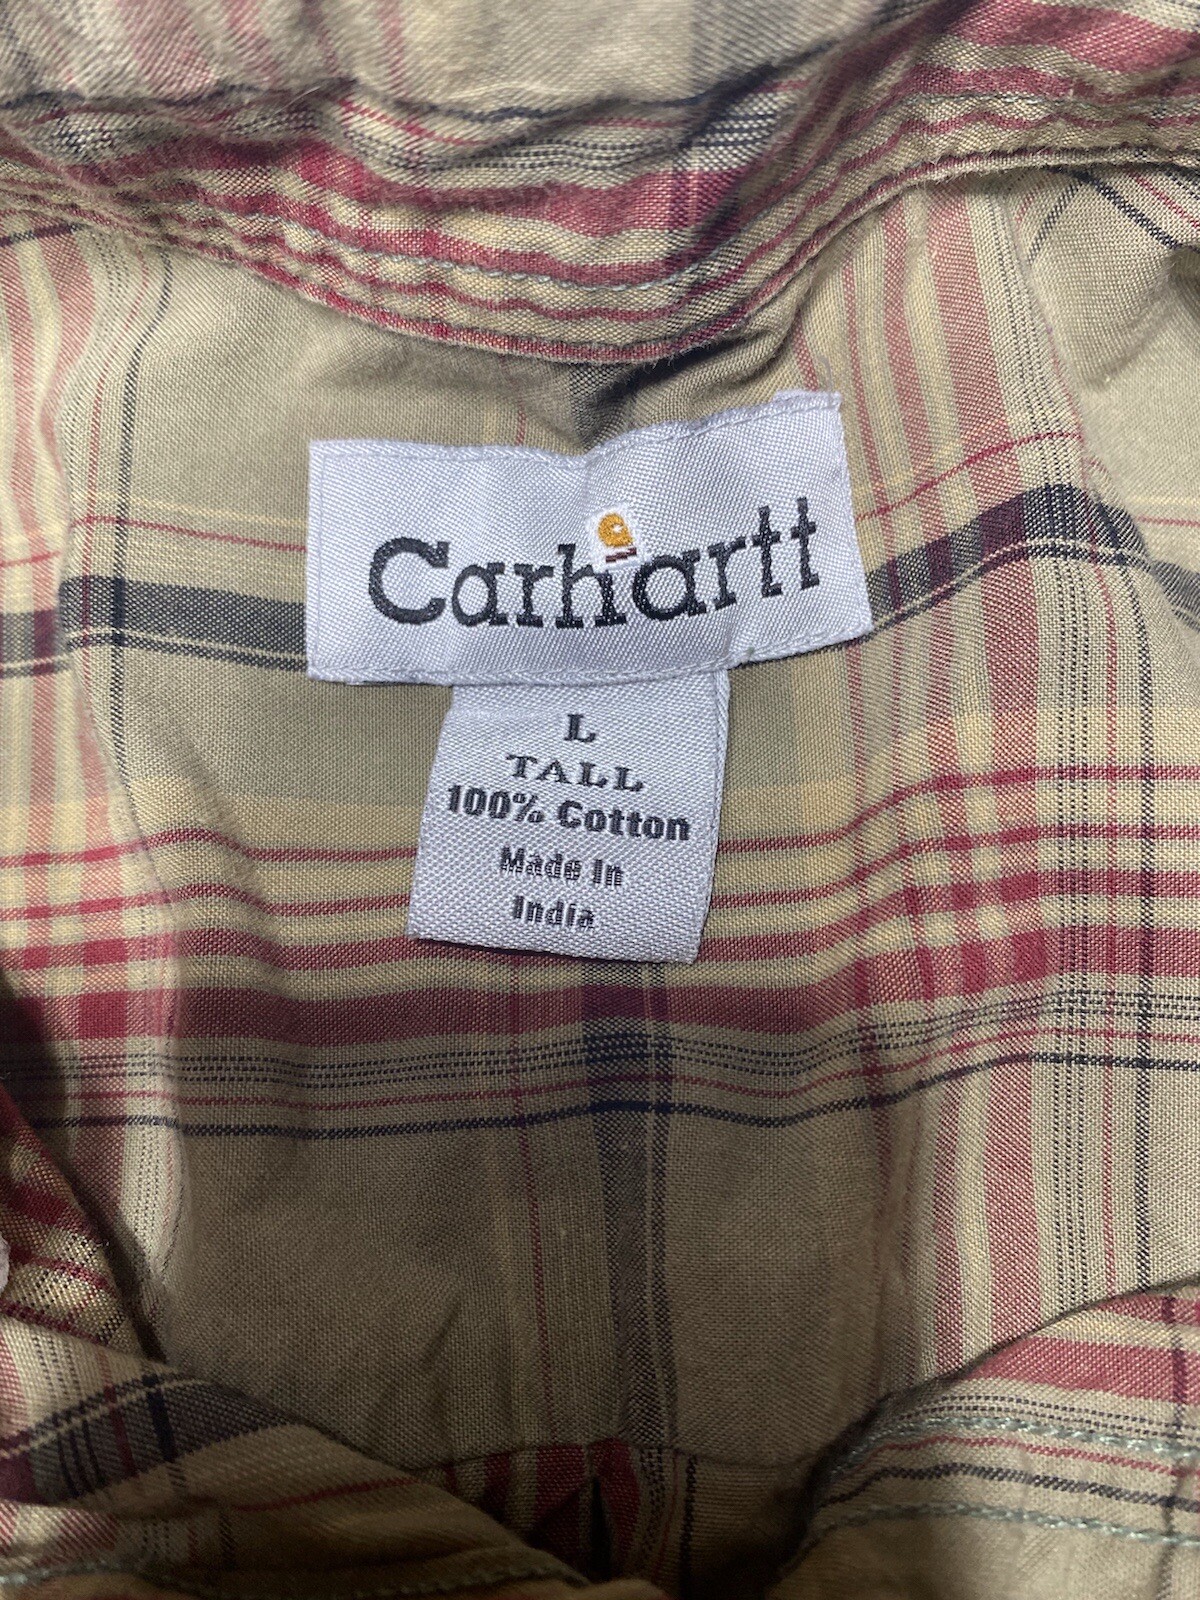 Carhartt
L
TALL
100% Cotton
Made In
India